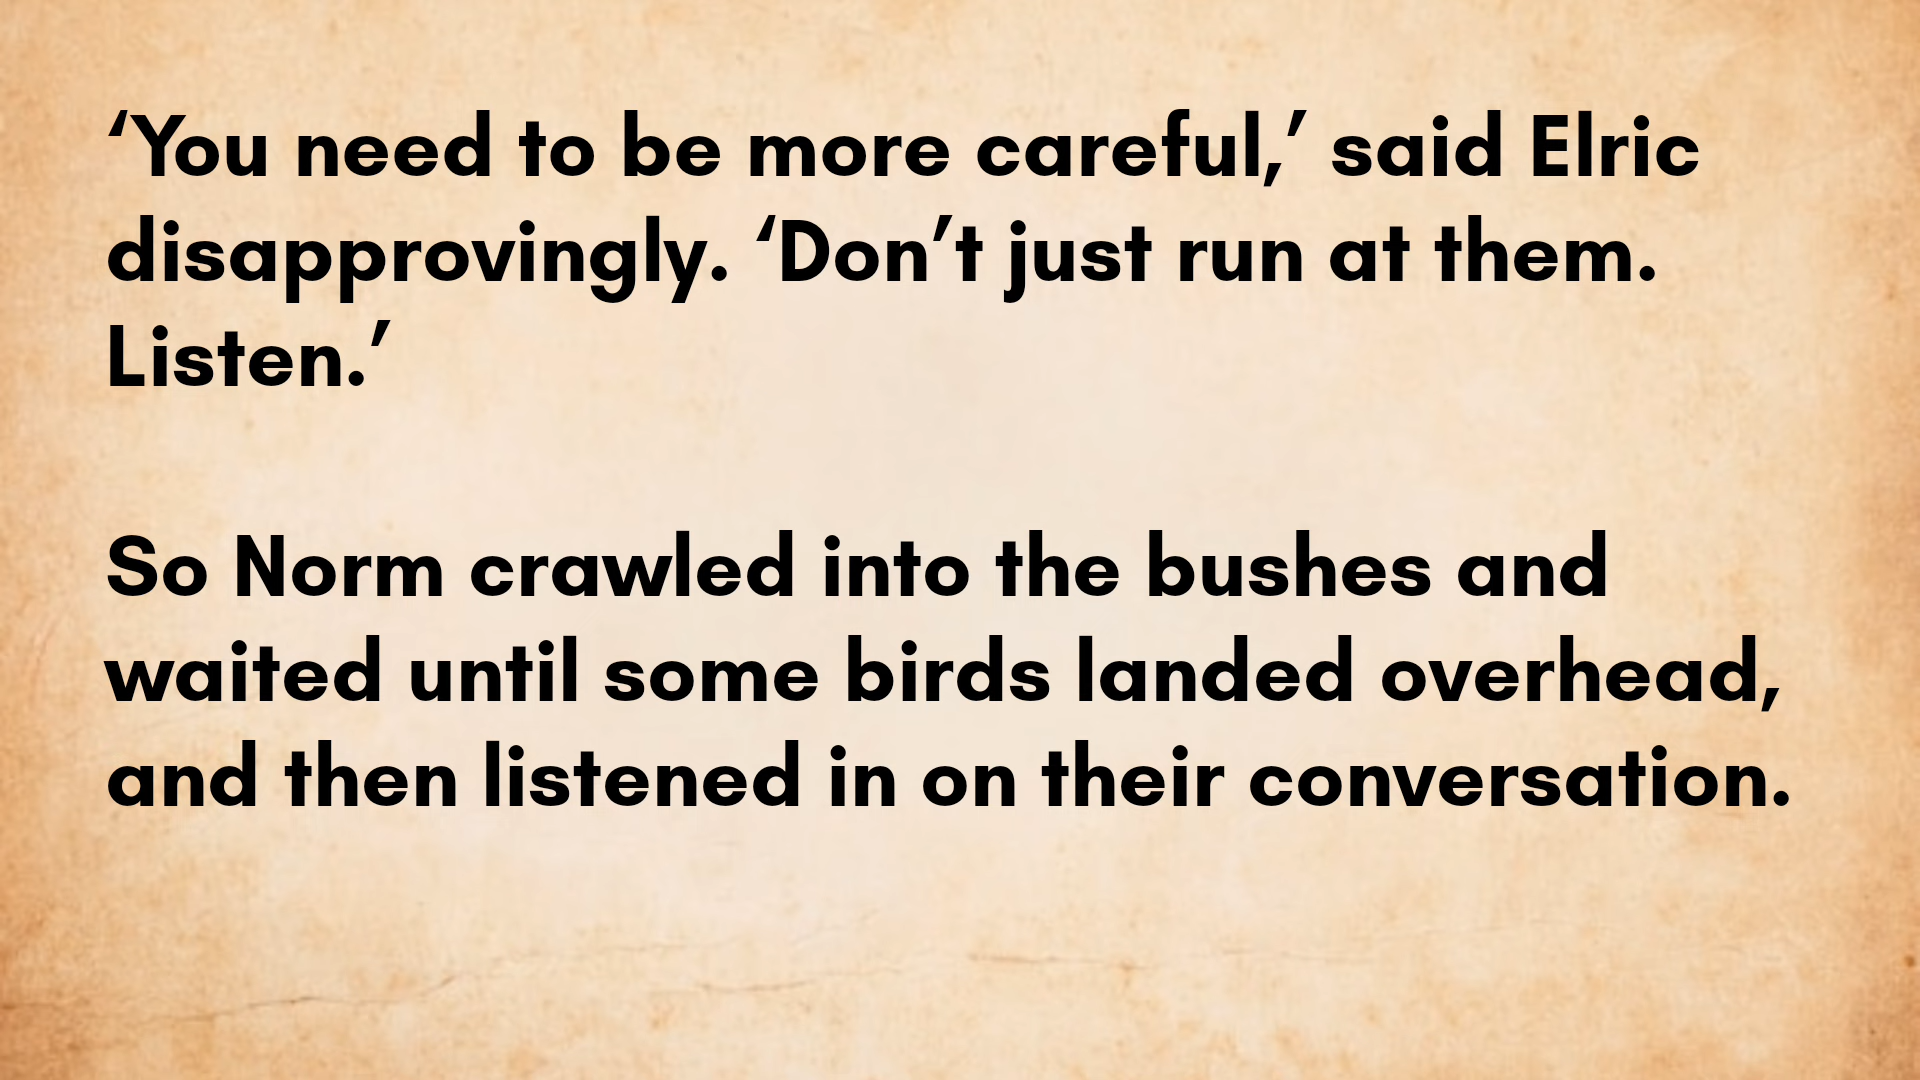 ‘You need to be more careful,’ said Elric
disapprovingly. ‘Don’t just run at them.
Listen.’
So Norm crawled into the bushes and
waited until some birds landed overhead,
and then listened in on their conversation.